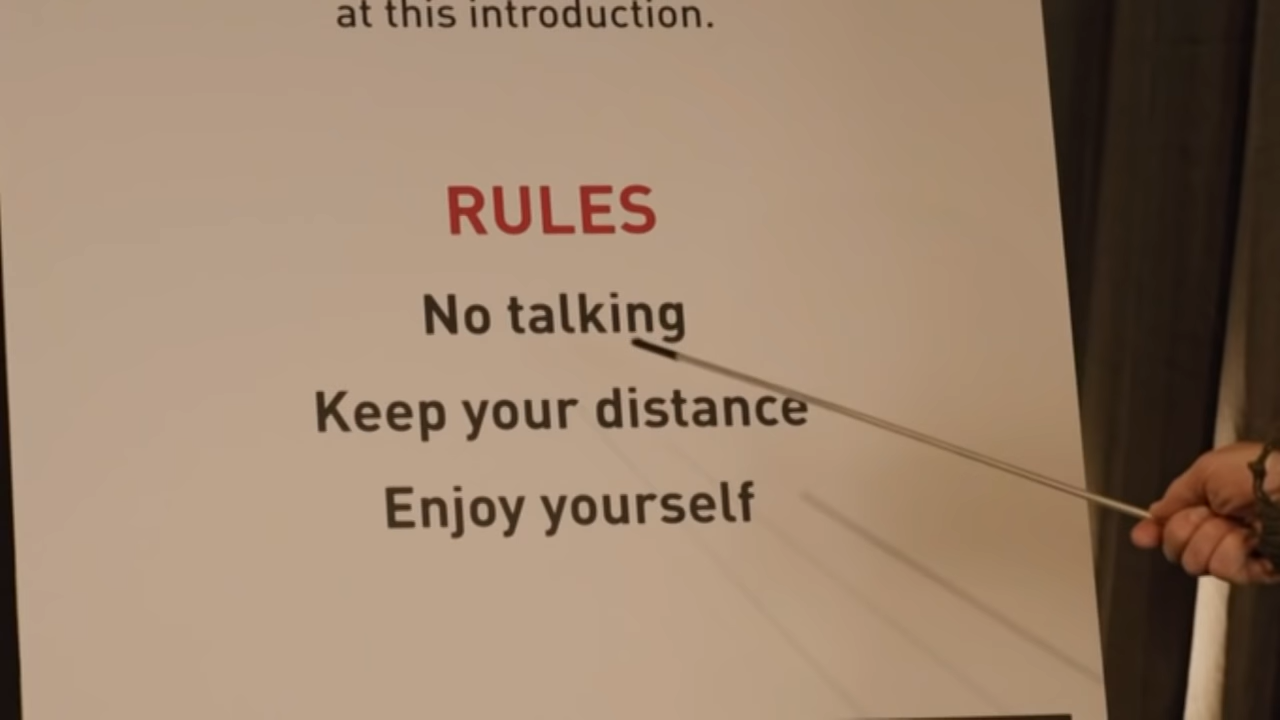 at this introduction.
RULES
No talking
Keep your distance
Enjoy yourself